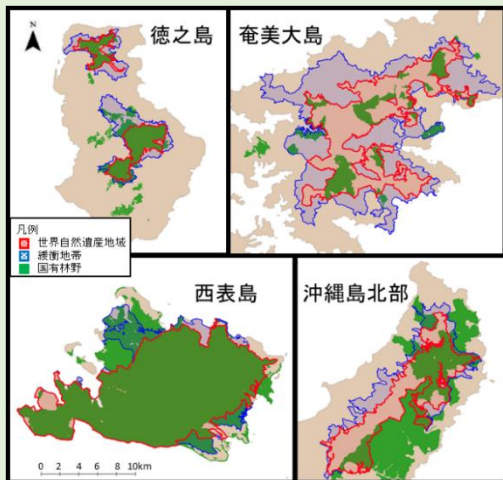 徳之島
奄美大島
凡例
世界自然遺産地域
緩衝地帯
国有林野
西表島
沖縄島北部
0 2 4 6 8 10km